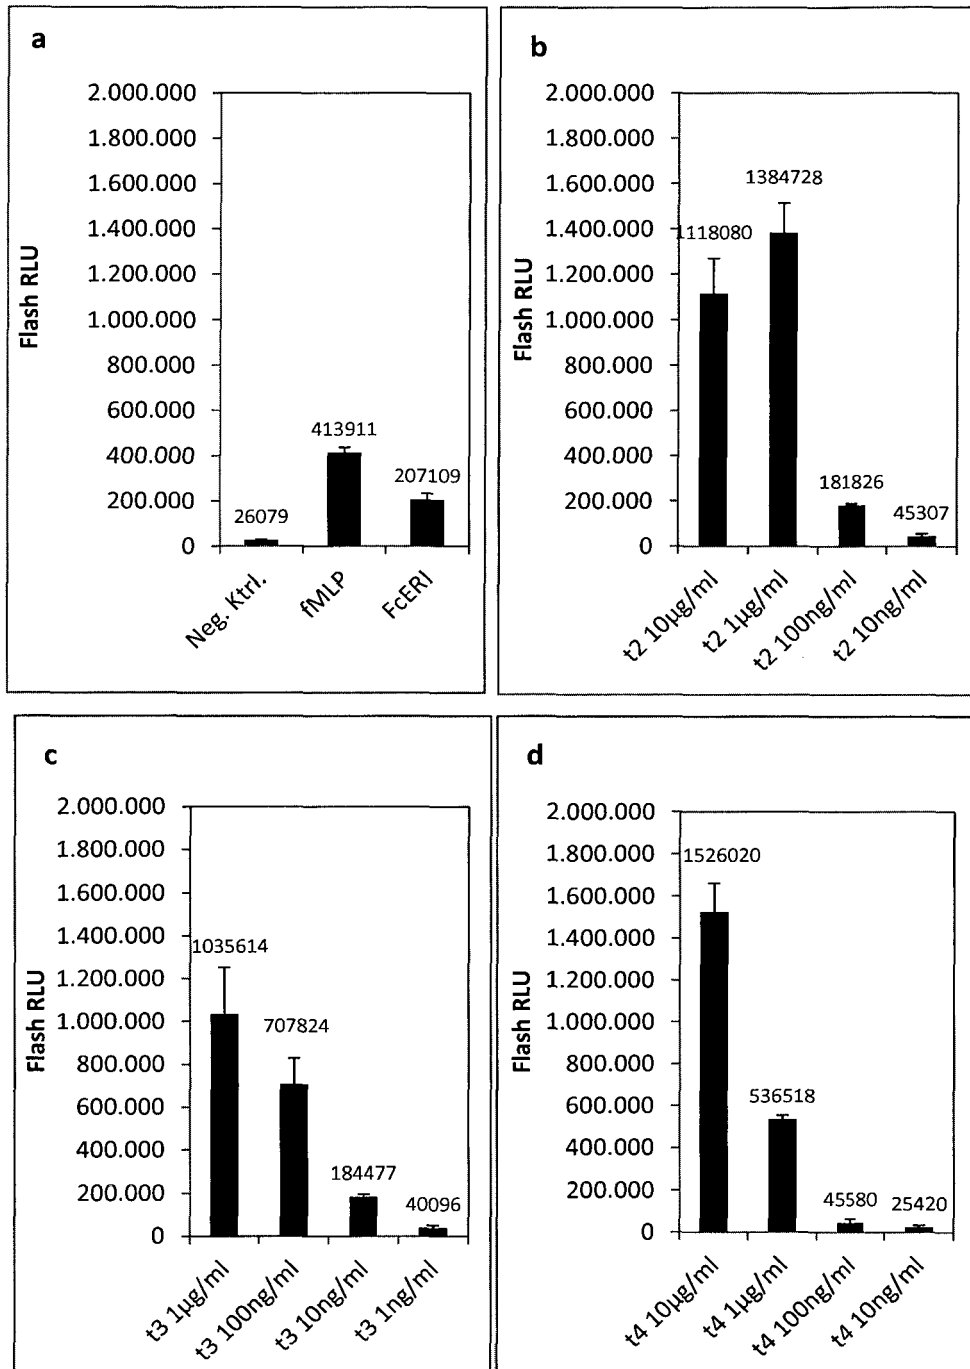 a
2.000.000
1.800.000
1.600.000
1.400.000
1.200.000
1.000.000
800.000
600.000
400.000
200.000
0
Flash RLU
26079
413911
207109
Neg. Ktrl.
fMLP
FcERI
b
2.000.000
1.800.000
1.600.000
1.400.000
1.200.000
1.000.000
800.000
600.000
400.000
200.000
0
Flash RLU
1118080
1384728
181826
45307
t2 10µg/ml
t2 1µg/ml
t2 100ng/ml
t2 10ng/ml
c
2.000.000
1.800.000
1.600.000
1.400.000
1.200.000
1.000.000
800.000
600.000
400.000
200.000
0
Flash RLU
1035614
707824
184477
40096
t3 1µg/ml
t3 100ng/ml
t3 10ng/ml
t3 1ng/ml
d
2.000.000
1.800.000
1.600.000
1.400.000
1.200.000
1.000.000
800.000
600.000
400.000
200.000
0
Flash RLU
1526020
536518
45580
25420
t4 10µg/ml
t4 1µg/ml
t4 100ng/ml
t4 10ng/ml